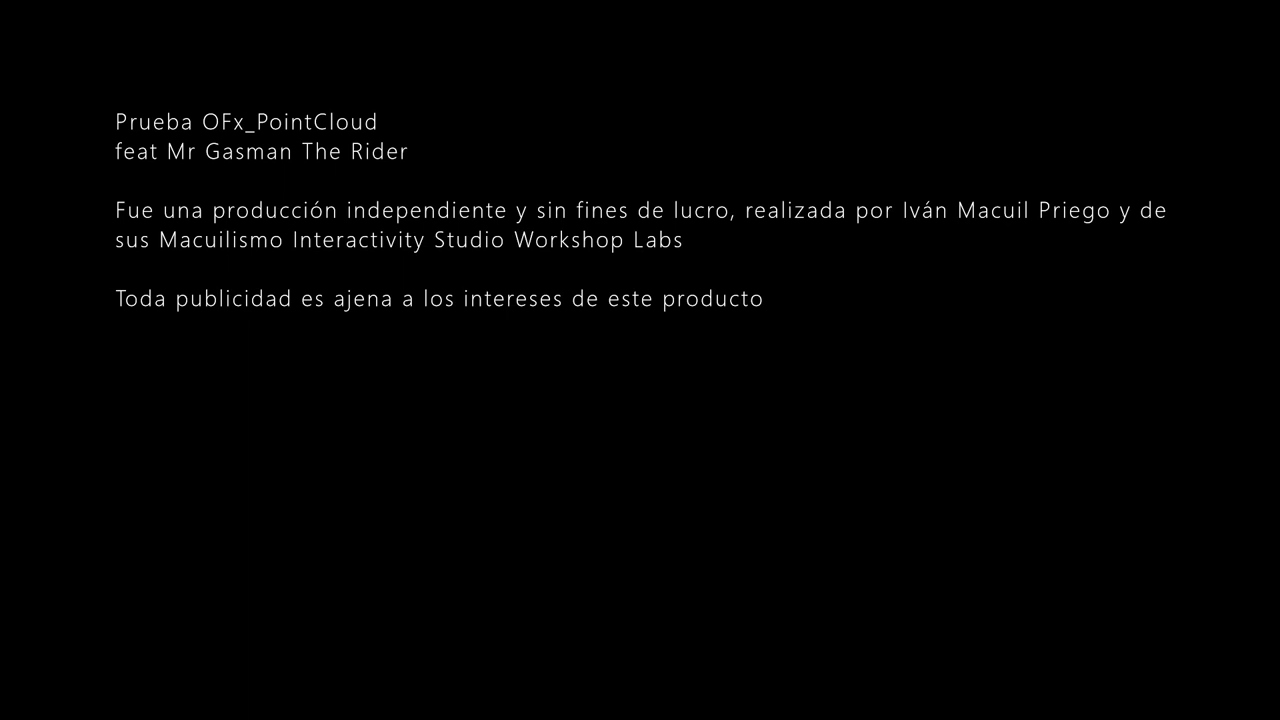 Prueba OFx_PointCloud
feat Mr Gasman The Rider
Fue una producción independiente y sin fines de lucro, realizada por Iván Macuil Priego y de
sus Macuilismo Interactivity Studio Workshop Labs
Toda publicidad es ajena a los intereses de este producto